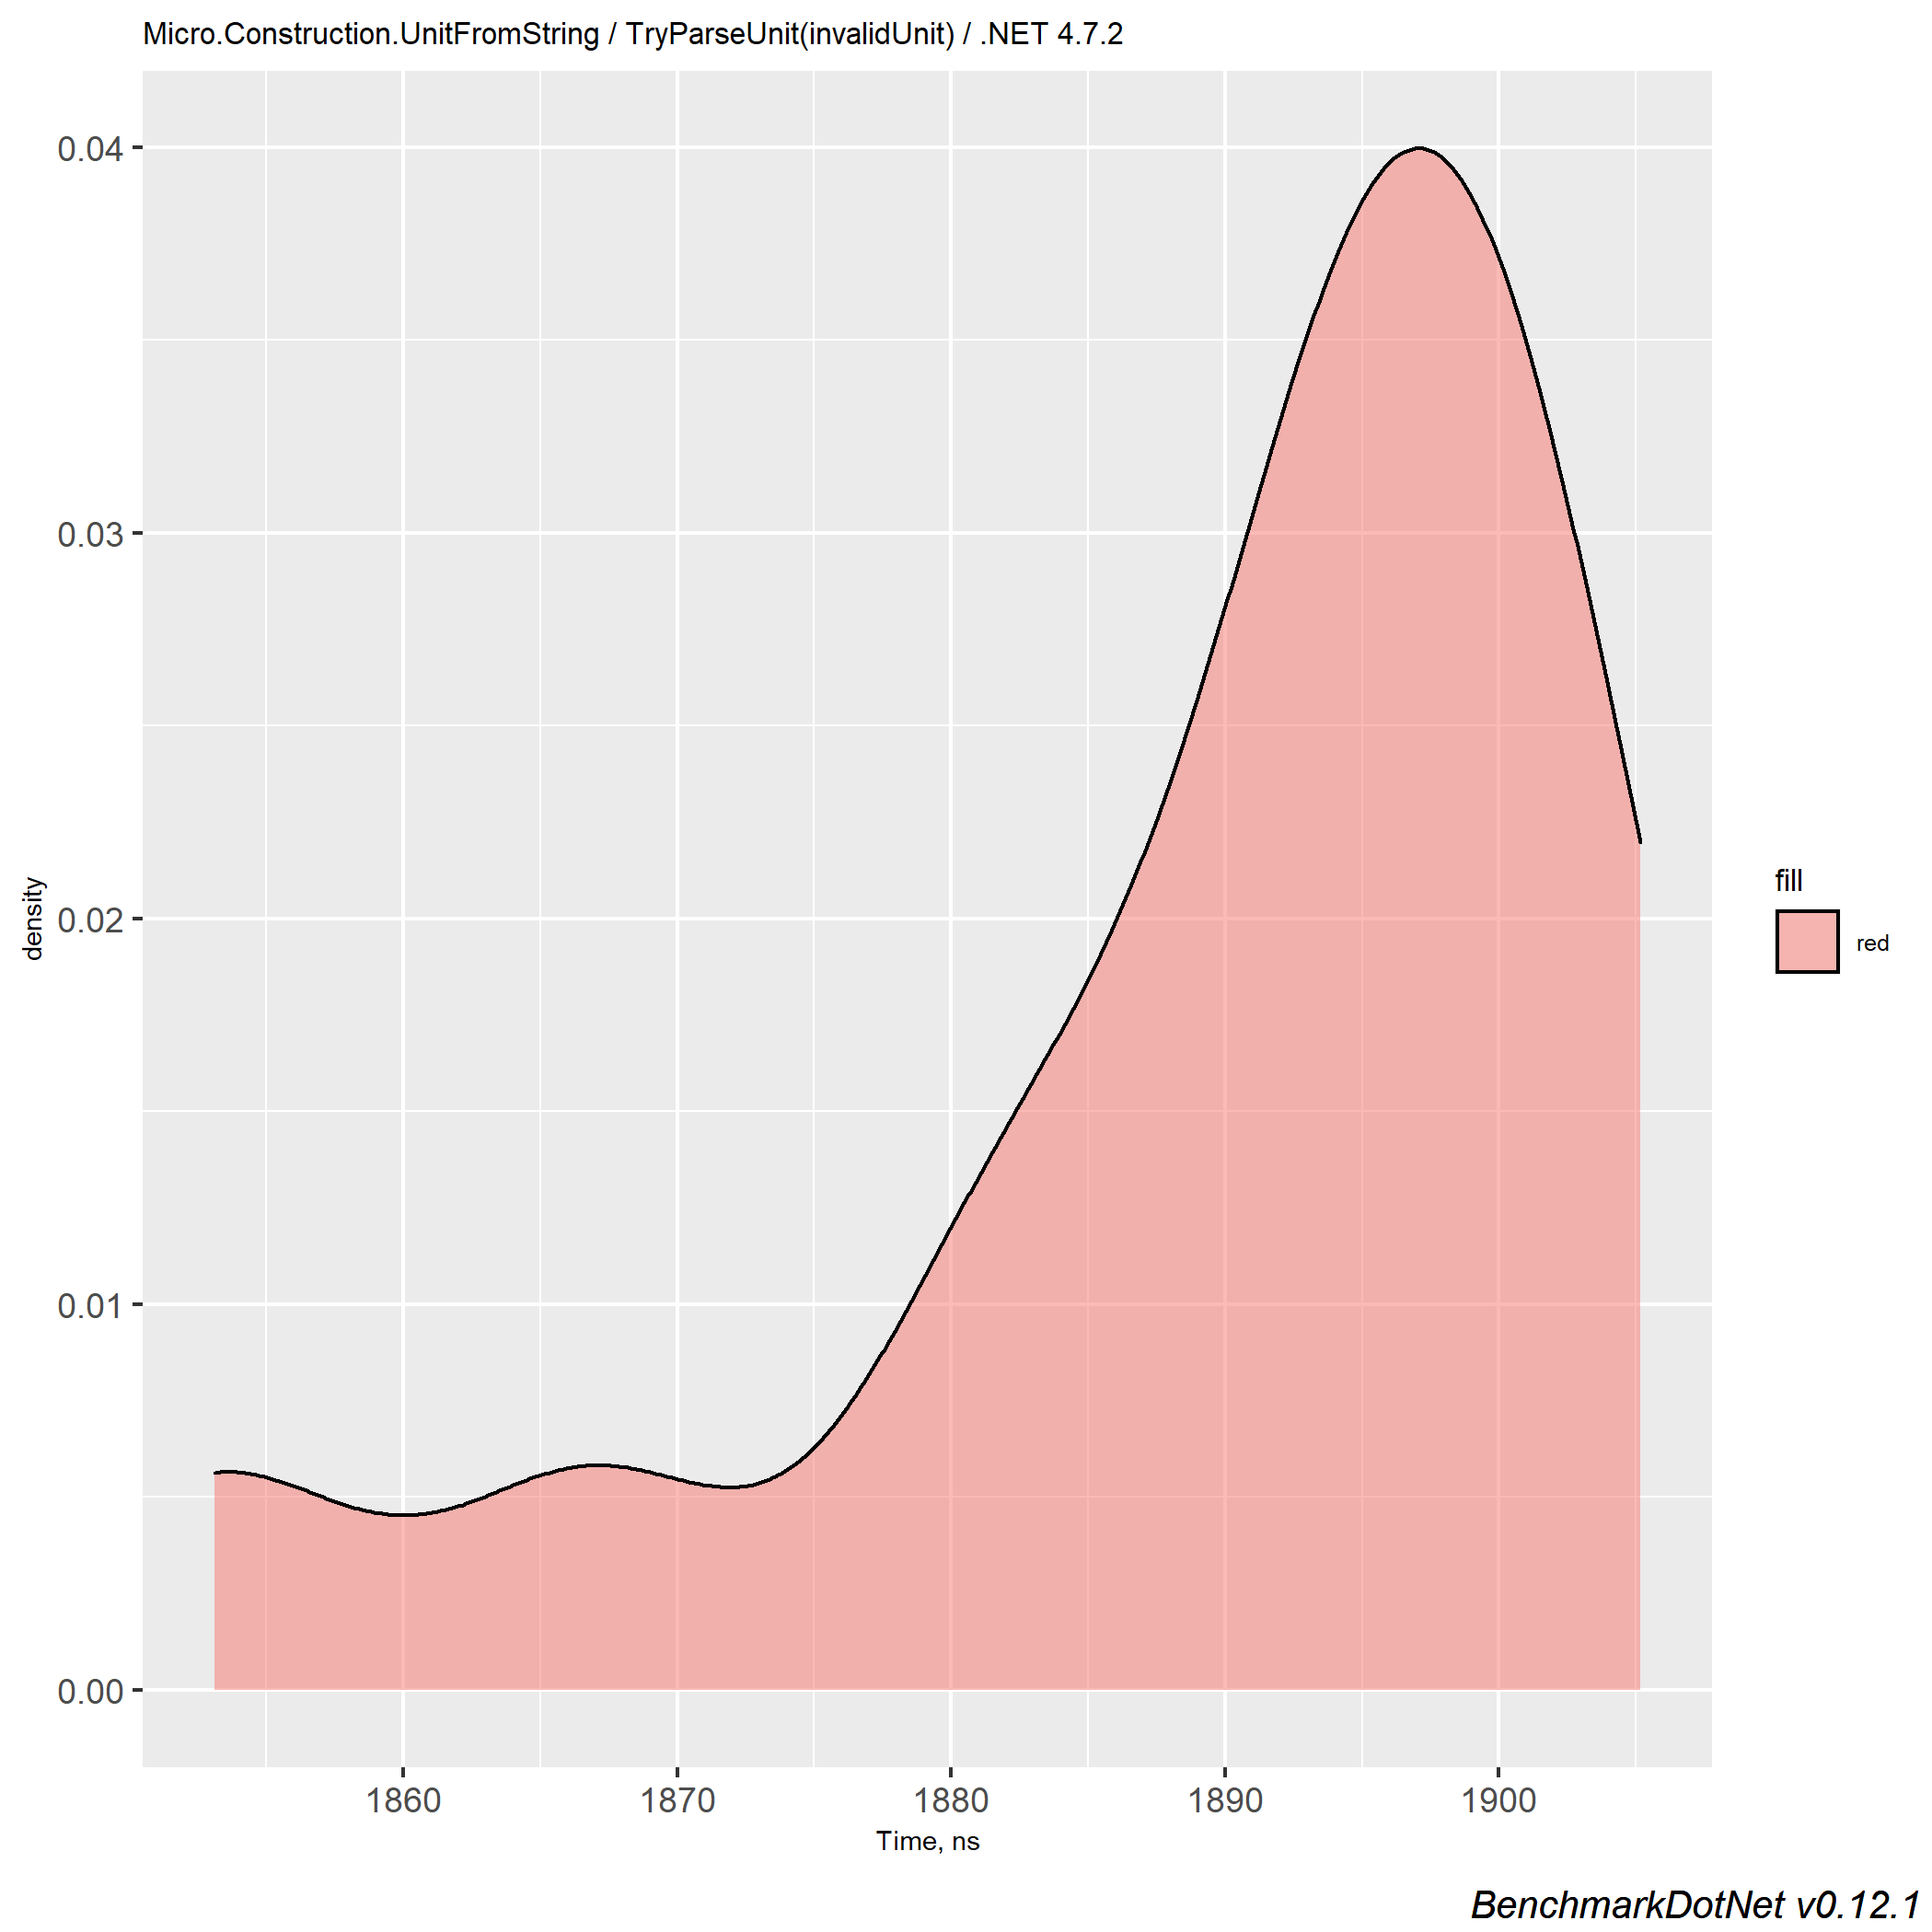 Micro.Construction.UnitFromString / TryParseUnit(invalidUnit) / .NET 4.7.2
0.04
0.03
0.02
0.01
0.00
density
1860 1870 1880 1890 1900
Time, ns
fill
red
BenchmarkDotNet v0.12.1